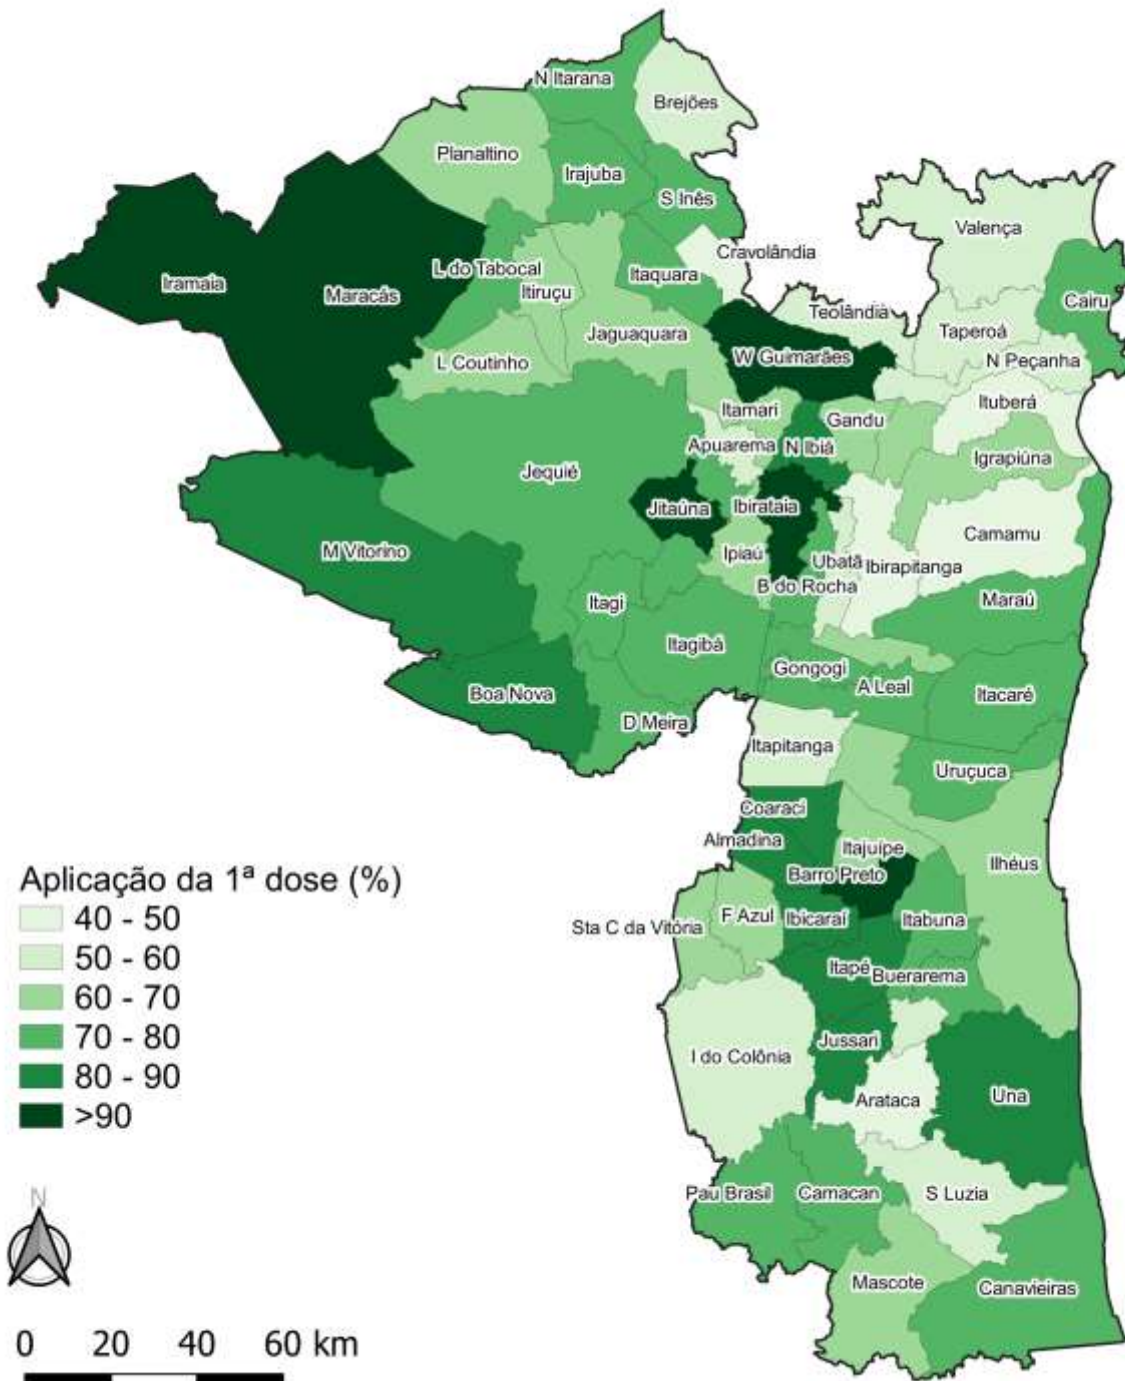 N Itarana
Brejões
Planaltino
Irajuba
S Inês
Valença
Cravolândia
L do Tabocal
Itaquara
Iramaia
Maracás
Itiruçu
Cairu
Teolândia
Taperoá
Jaguaquara
W Guimarães
N Peçanha
L Coutinho
Ituberá
Itamari
Gandu
Apuarema
N Ibiá
Igrapiúna
Jequié
Jitaúna
Ibirataia
Camamu
M Vitorino
Ipiaú
Ubatã
Ibirapitanga
B do Rocha
Itagi
Maraú
Itagibá
Gongogi
A Leal
Boa Nova
Itacaré
D Meira
Itapitanga
Uruçuca
Coaraci
Almadina
Itajuípe
Ilhéus
Barro Preto
F Azul
Ibicaraí
Itabuna
Sta C da Vitória
Itapé
Buerarema
Jussari
I do Colônia
Arataca
Una
Pau Brasil
Camacan
S Luzia
Mascote
Canavieiras
Aplicação da 1ª dose (%)
40 - 50
50 - 60
60 - 70
70 - 80
80 - 90
>90
N
0 20 40 60 km